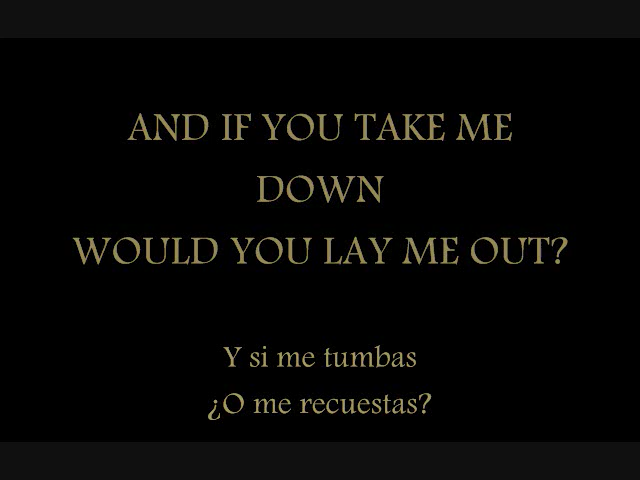 AND IF YOU TAKE ME
DOWN
WOULD YOU LAY ME OUT?
Y si me tumbas
¿O me recuestas?